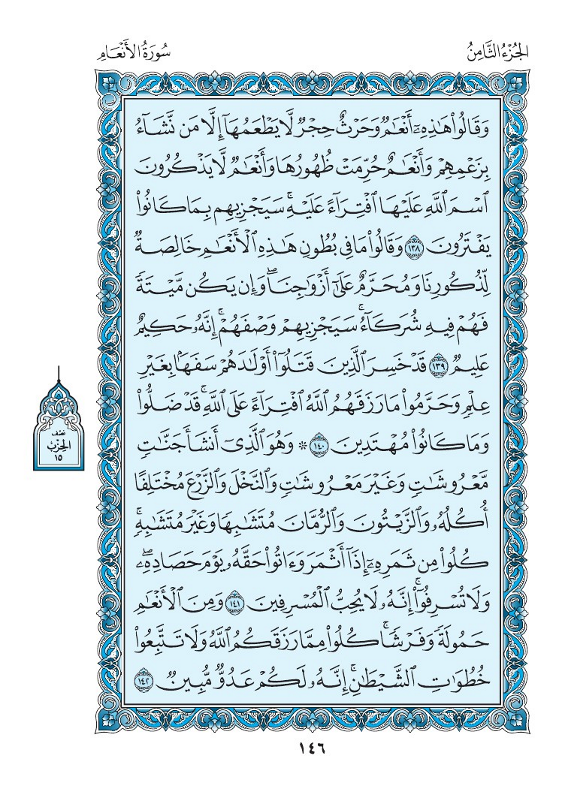 الجُزْءُ الثَّامِنُ
سُورَةُ الأَنْعَامِ
وَقَالُوا۟ هَٰذِهِۦٓ أَنْعَٰمٌ وَحَرْثٌ حِجْرٌ لَّا يَطْعَمُهَآ إِلَّا مَن نَّشَآءُ
بِزَعْمِهِمْ وَأَنْعَٰمٌ حُرِّمَتْ ظُهُورُهَا وَأَنْعَٰمٌ لَّا يَذْكُرُونَ
ٱسْمَ ٱللَّهِ عَلَيْهَا ٱفْتِرَآءً عَلَيْهِ ۚ سَيَجْزِيهِم بِمَا كَانُوا۟
يَفْتَرُونَ ١٣٨ وَقَالُوا۟ مَا فِى بُطُونِ هَٰذِهِ ٱلْأَنْعَٰمِ خَالِصَةٌ
لِّذُكُورِنَا وَمُحَرَّمٌ عَلَىٰٓ أَزْوَٰجِنَا ۖ وَإِن يَكُن مَّيْتَةً
فَهُمْ فِيهِ شُرَكَآءُ ۚ سَيَجْزِيهِمْ وَصْفَهُمْ ۚ إِنَّهُۥ حَكِيمٌ
عَلِيمٌ ١٣٩ قَدْ خَسِرَ ٱلَّذِينَ قَتَلُوٓا۟ أَوْلَٰدَهُمْ سَفَهًۢا بِغَيْرِ
عِلْمٍ وَحَرَّمُوا۟ مَا رَزَقَهُمُ ٱللَّهُ ٱفْتِرَآءً عَلَى ٱللَّهِ ۚ قَدْ ضَلُّوا۟
وَمَا كَانُوا۟ مُهْتَدِينَ ١٤٠ ۞ وَهُوَ ٱلَّذِىٓ أَنشَأَ جَنَّٰتٍ
مَّعْرُوشَٰتٍ وَغَيْرَ مَعْرُوشَٰتٍ وَٱلنَّخْلَ وَٱلزَّرْعَ مُخْتَلِفًا
أُكُلُهُۥ وَٱلزَّيْتُونَ وَٱلرُّمَّانَ مُتَشَٰبِهًا وَغَيْرَ مُتَشَٰبِهٍ ۚ
كُلُوا۟ مِن ثَمَرِهِۦٓ إِذَآ أَثْمَرَ وَءَاتُوا۟ حَقَّهُۥ يَوْمَ حَصَادِهِۦ ۖ
وَلَا تُسْرِفُوٓا۟ ۚ إِنَّهُۥ لَا يُحِبُّ ٱلْمُسْرِفِينَ ١٤١ وَمِنَ ٱلْأَنْعَٰمِ
حَمُولَةً وَفَرْشًا ۚ كُلُوا۟ مِمَّا رَزَقَكُمُ ٱللَّهُ وَلَا تَتَّبِعُوا۟
خُطُوَٰتِ ٱلشَّيْطَٰنِ ۚ إِنَّهُۥ لَكُمْ عَدُوٌّ مُّبِينٌ ١٤٢
نصف
الحزب
١٥
١٤٦